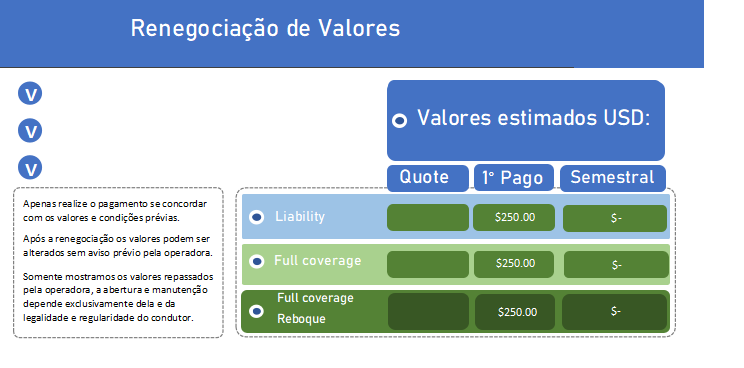 Renegociação de Valores
V
V
V
Valores estimados USD:
Quote 1° Pago Semestral
Apenas realize o pagamento se concordar
com os valores e condições prévias.
Após a renegociação os valores podem ser
alterados sem aviso prévio pela operadora.
Somente mostramos os valores repassados
pela operadora, a abertura e manutenção
depende exclusivamente dela e da
legalidade e regularidade do condutor.
Liability $250.00 $-
Full coverage $250.00 $-
Full coverage
Reboque $250.00 $-